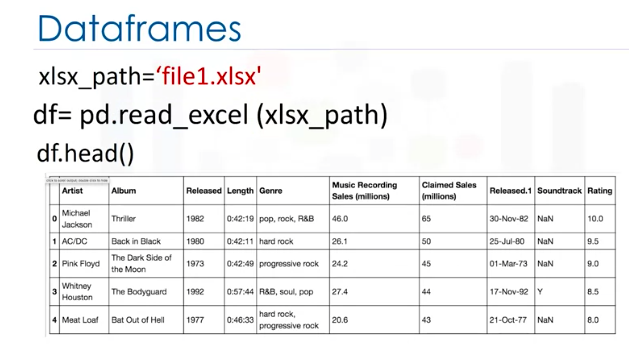 Dataframes
xlsx_path=‘file1.xlsx'
df= pd.read_excel (xlsx_path)
df.head()
Artist Album Released Length Genre Music Recording Sales (millions) Claimed Sales (millions) Released.1 Soundtrack Rating
0 Michael Jackson Thriller 1982 0:42:19 pop, rock, R&B 46.0 65 30-Nov-82 NaN 10.0
1 AC/DC Back in Black 1980 0:42:11 hard rock 26.1 50 25-Jul-80 NaN 9.5
2 Pink Floyd The Dark Side of the Moon 1973 0:42:49 progressive rock 24.2 45 01-Mar-73 NaN 9.0
3 Whitney Houston The Bodyguard 1992 0:57:44 R&B, soul, pop 27.4 44 17-Nov-92 Y 8.5
4 Meat Loaf Bat Out of Hell 1977 0:46:33 hard rock, progressive rock 20.6 43 21-Oct-77 NaN 8.0